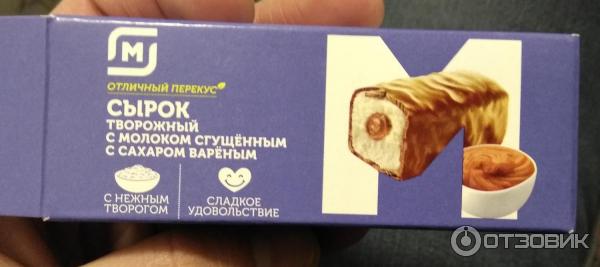 М
ОТЛИЧНЫЙ ПЕРЕКУС
СЫРОК
ТВОРОЖНЫЙ
С МОЛОКОМ СГУЩЁННЫМ
С САХАРОМ ВАРЁНЫМ
С НЕЖНЫМ
ТВОРОГОМ
СЛАДКОЕ
УДОВОЛЬСТВИЕ
М
ОТЗОВИК